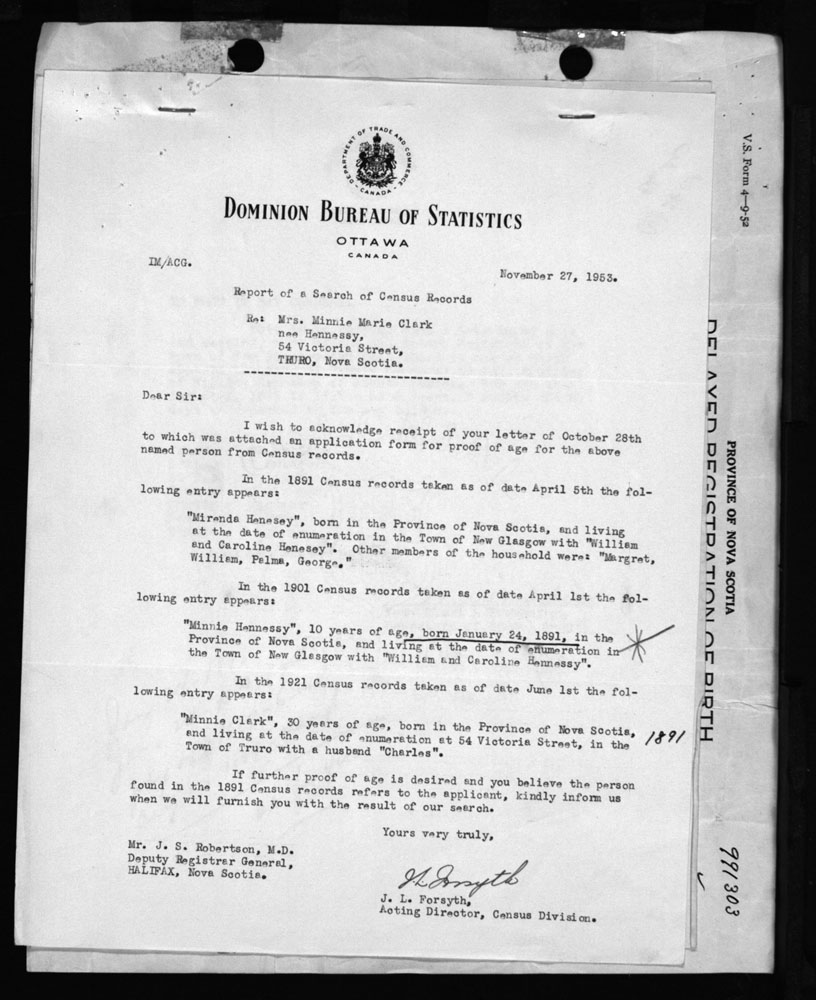 DEPARTMENT OF TRADE AND COMMERCE
CANADA
DOMINION BUREAU OF STATISTICS
OTTAWA
CANADA
IM/ACG.
November 27, 1953.
Report of a Search of Census Records
Re: Mrs. Minnie Marie Clark
nee Hennessy,
54 Victoria Street,
TRURO, Nova Scotia.
--------------------------------
Dear Sir:
I wish to acknowledge receipt of your letter of October 28th
to which was attached an application form for proof of age for the above
named person from Census records.
In the 1891 Census records taken as of date April 5th the fol-
lowing entry appears:
"Miranda Henesey", born in the Province of Nova Scotia, and living
at the date of enumeration in the Town of New Glasgow with "William
and Caroline Henesey". Other members of the household were: "Margret,
William, Palma, George."
In the 1901 Census records taken as of date April 1st the fol-
lowing entry appears:
"Minnie Hennessy", 10 years of age, born January 24, 1891, in the
Province of Nova Scotia, and living at the date of enumeration in
the Town of New Glasgow with "William and Caroline Hennessy".
In the 1921 Census records taken as of date June 1st the fol-
lowing entry appears:
"Minnie Clark", 30 years of age, born in the Province of Nova Scotia,
and living at the date of enumeration at 54 Victoria Street, in the
Town of Truro with a husband "Charles".
1891
If further proof of age is desired and you believe the person
found in the 1891 Census records refers to the applicant, kindly inform us
when we will furnish you with the result of our search.
Yours very truly,
Mr. J. S. Robertson, M.D.
Deputy Registrar General,
HALIFAX, Nova Scotia.
J L Forsyth
J. L. Forsyth,
Acting Director, Census Division.
V.S. Form 4—9-52
PROVINCE OF NOVA SCOTIA
DELAYED REGISTRATION OF BIRTH
991303